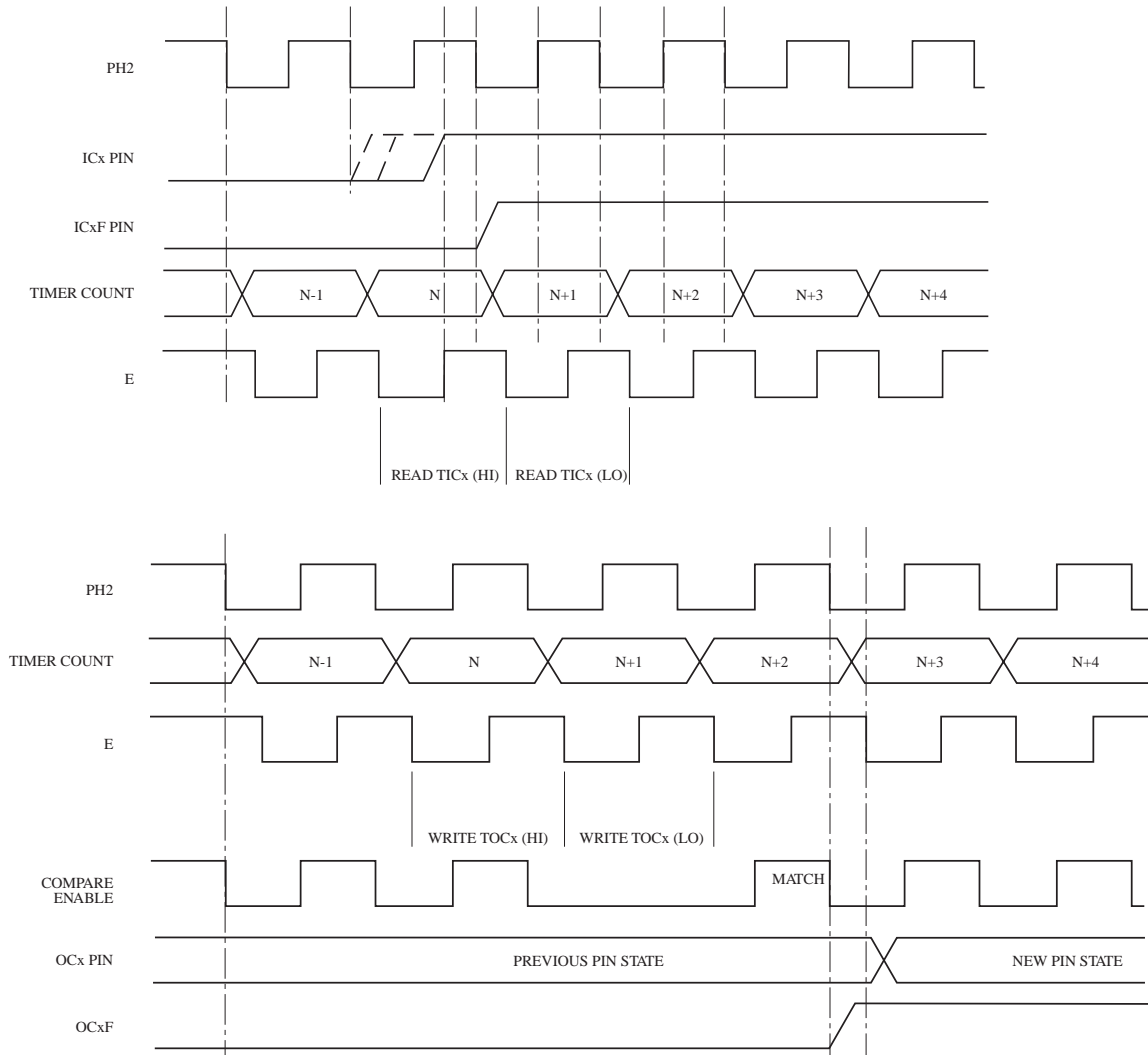 PH2
ICx PIN
ICxF PIN
TIMER COUNT
N-1
N
N+1
N+2
N+3
N+4
E
READ TICx (HI)
READ TICx (LO)
PH2
TIMER COUNT
N-1
N
N+1
N+2
N+3
N+4
E
WRITE TOCx (HI)
WRITE TOCx (LO)
COMPARE
ENABLE
MATCH
OCx PIN
PREVIOUS PIN STATE
NEW PIN STATE
OCxF